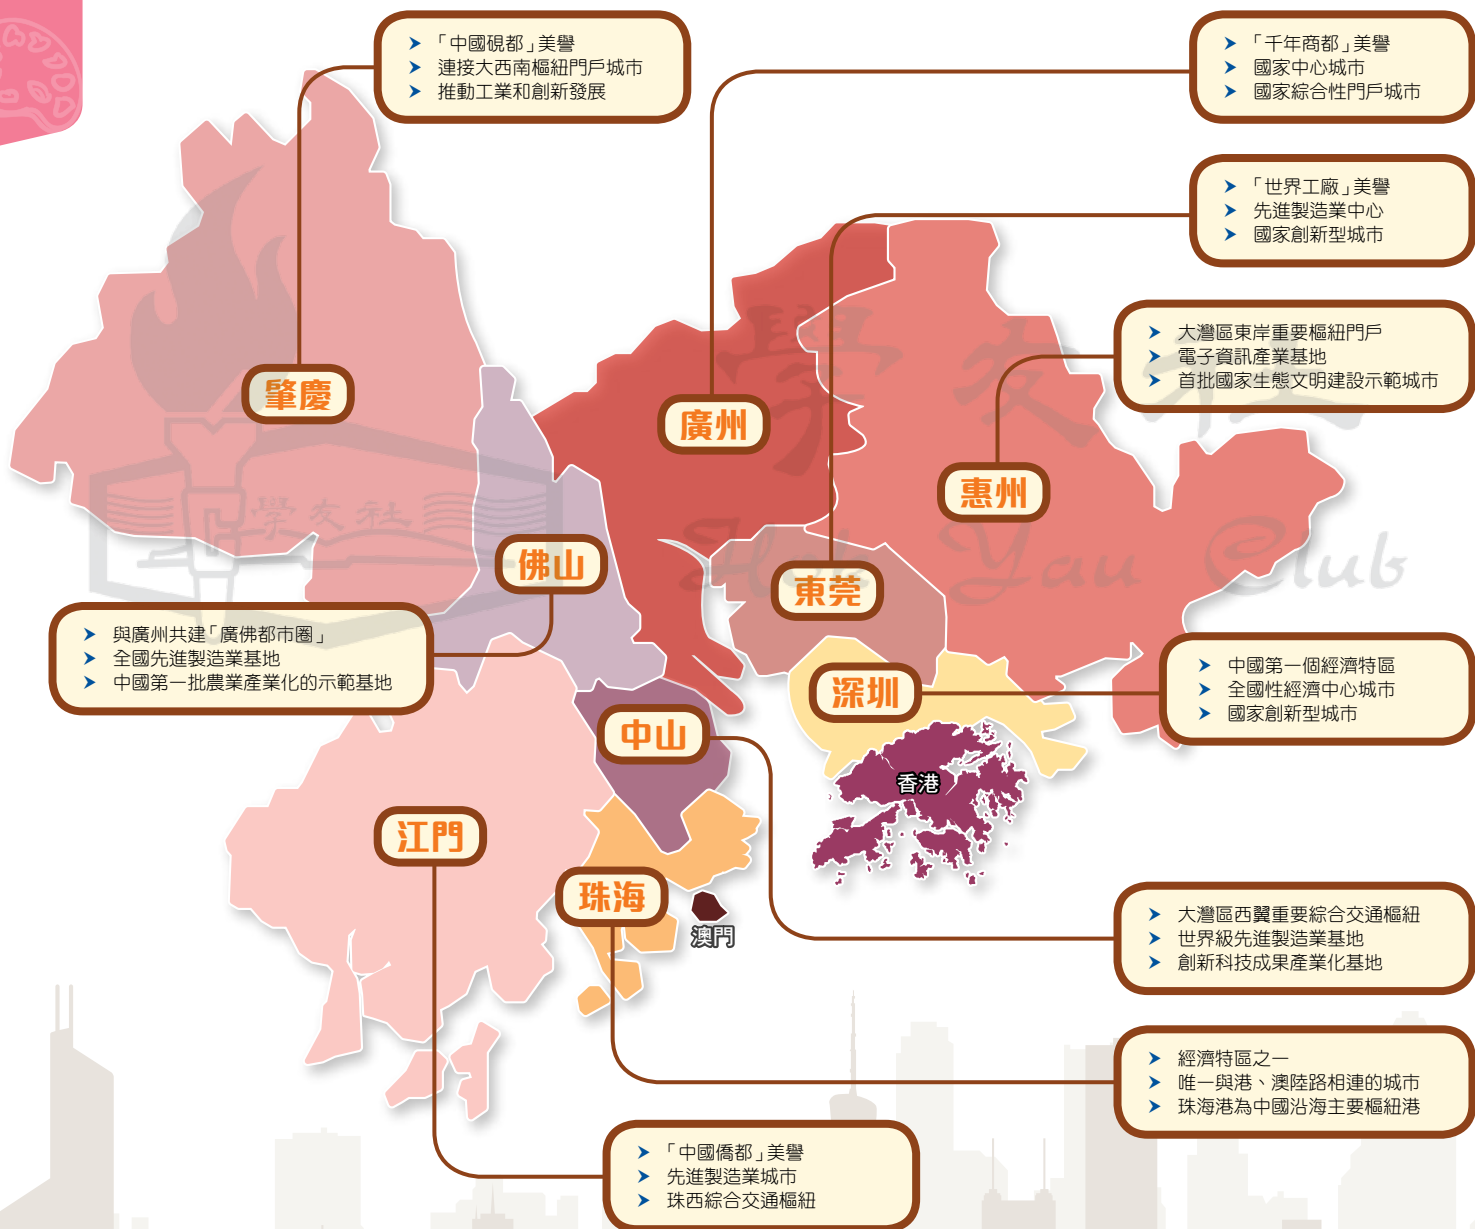 「中國硯都」美譽
連接大西南樞紐門戶城市
推動工業和創新發展
「千年商都」美譽
國家中心城市
國家綜合性門戶城市
「世界工廠」美譽
先進製造業中心
國家創新型城市
大灣區東岸重要樞紐門戶
電子資訊產業基地
首批國家生態文明建設示範城市
肇慶
廣州
惠州
學友社
學友社
Hok Yau Club
佛山
東莞
與廣州共建「廣佛都市圈」
全國先進製造業基地
中國第一批農業產業化的示範基地
中國第一個經濟特區
全國性經濟中心城市
國家創新型城市
深圳
中山
香港
江門
珠海
澳門
大灣區西翼重要綜合交通樞紐
世界級先進製造業基地
創新科技成果產業化基地
經濟特區之一
唯一與港、澳陸路相連的城市
珠海港為中國沿海主要樞紐港
「中國僑都」美譽
先進製造業城市
珠西綜合交通樞紐